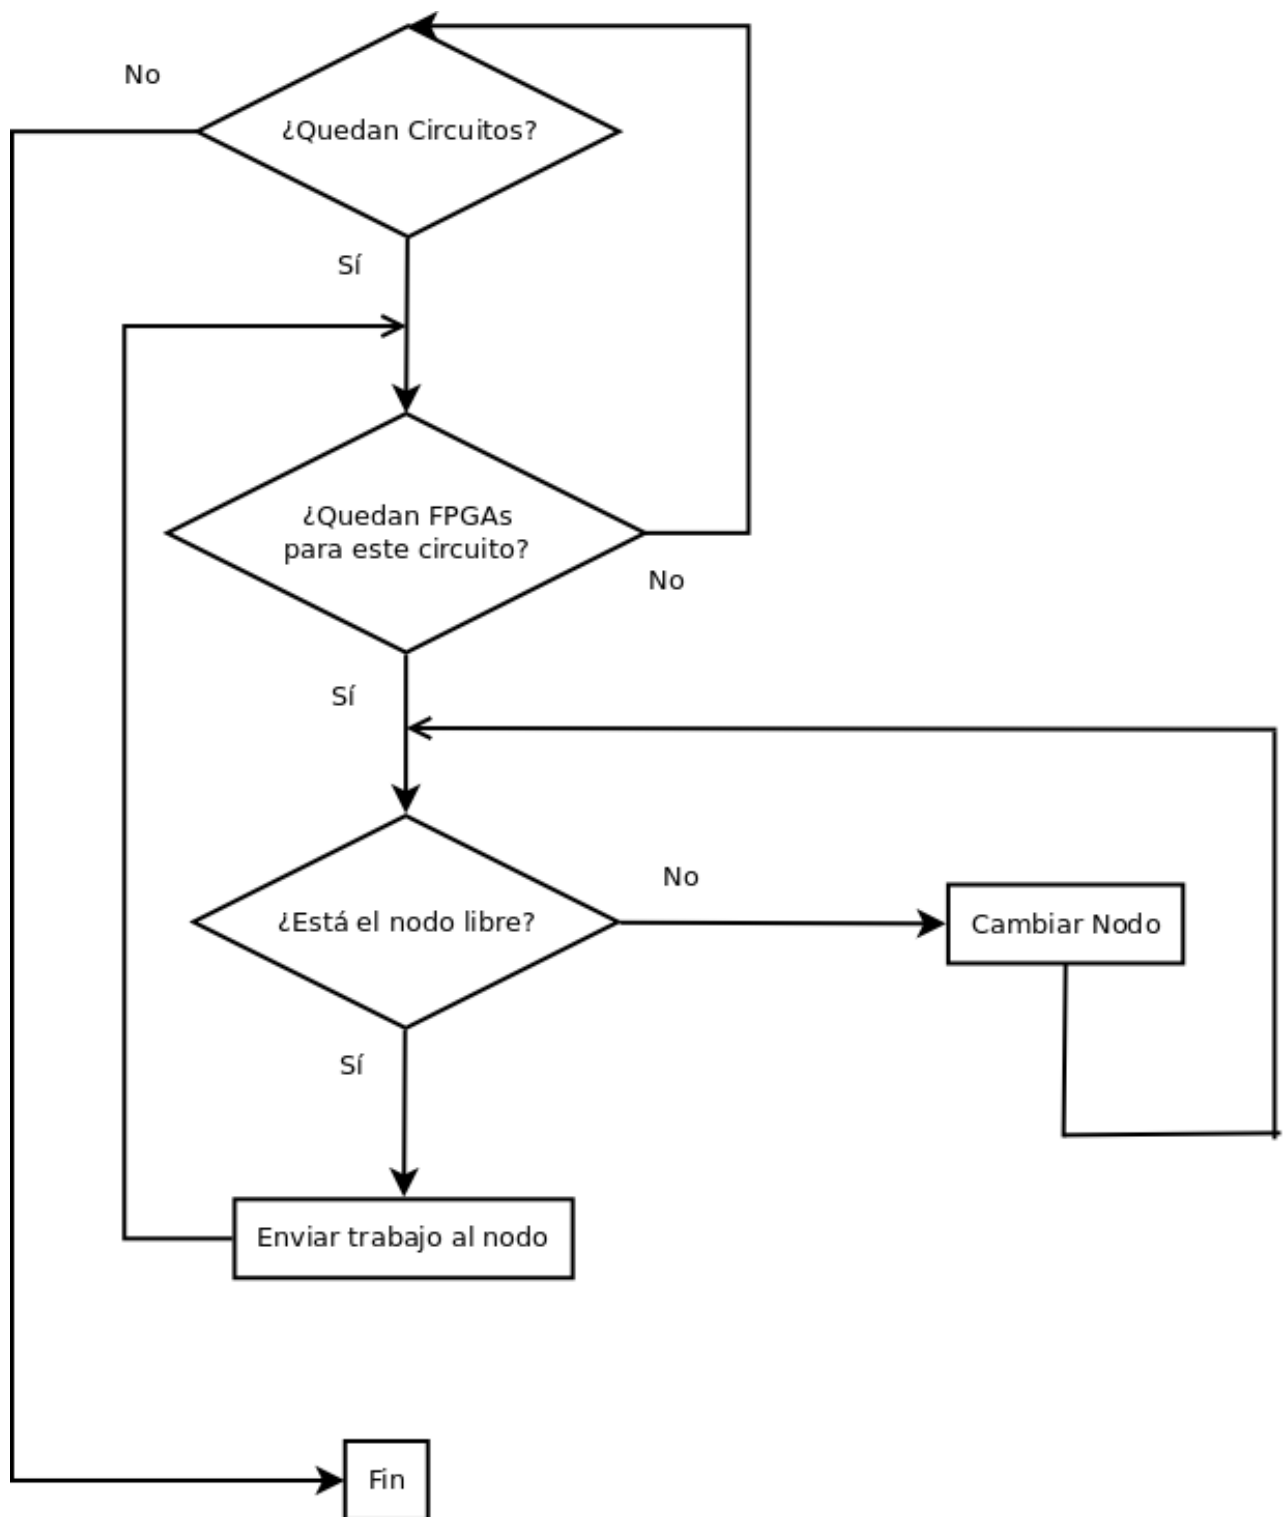 No
¿Quedan Circuitos?
Sí
¿Quedan FPGAs
para este circuito?
No
Sí
No
¿Está el nodo libre?
Cambiar Nodo
Sí
Enviar trabajo al nodo
Fin